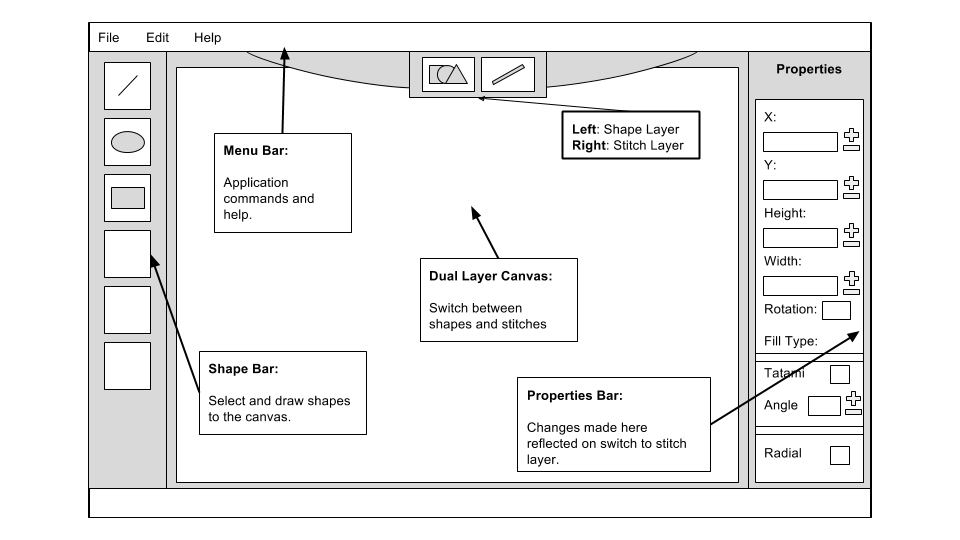 File Edit Help
Properties
X:
Left: Shape Layer
Right: Stitch Layer
Menu Bar:
Application
commands and
help.
Y:
Height:
Width:
Dual Layer Canvas:
Switch between
shapes and stitches
Rotation:
Fill Type:
Shape Bar:
Select and draw shapes
to the canvas.
Tatami
Properties Bar:
Changes made here
reflected on switch to stitch
layer.
Angle
Radial